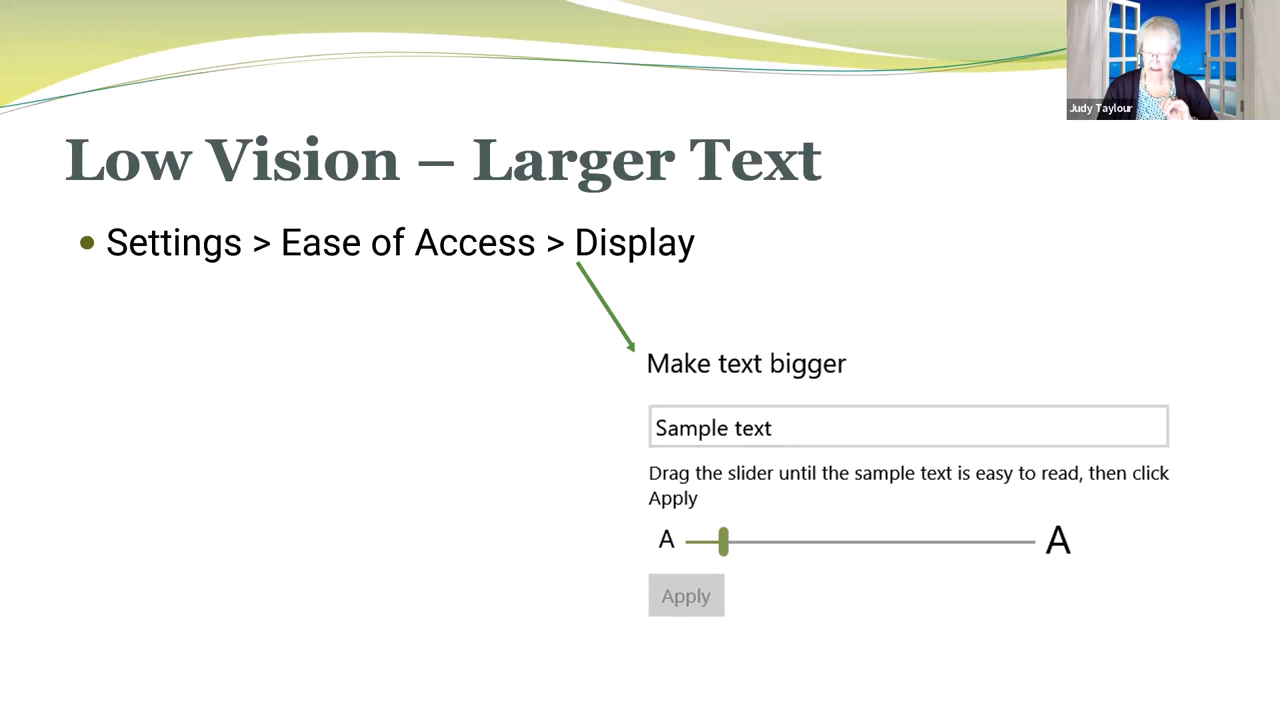 Judy Taylour
Low Vision – Larger Text
Settings > Ease of Access > Display
Make text bigger
Sample text
Drag the slider until the sample text is easy to read, then click
Apply
A A
Apply